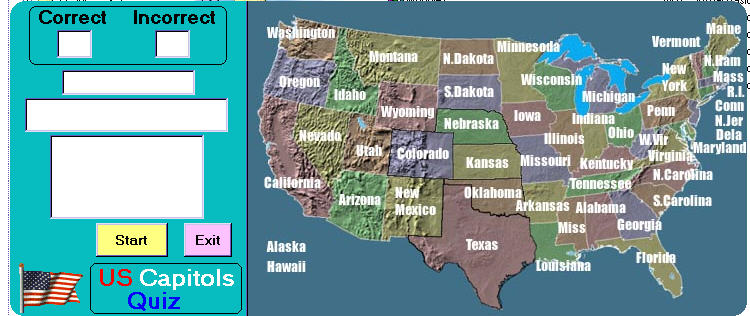 Correct Incorrect
Start Exit
US Capitols
Quiz
Washington
Oregon
California
Nevado
Idaho
Montana
Wyoming
Utah
Arizona
Colorado
New
Mexico
N.Dakota
S.Dakota
Nebraska
Kansas
Oklahoma
Texas
Minnesoda
Iowa
Missouri
Arkansas
Louisiana
Wisconsin
Illinois
Michigan
Indiana
Ohio
Kentucky
Tennessee
Miss
Alabama
Georgia
Florida
S.Carolina
N.Carolina
Virginia
W.Vir
Maryland
Dela
N.Jer
Penn
New
York
Conn
R.I.
Mass
N.Ham
Vermont
Maine
Alaska
Hawaii